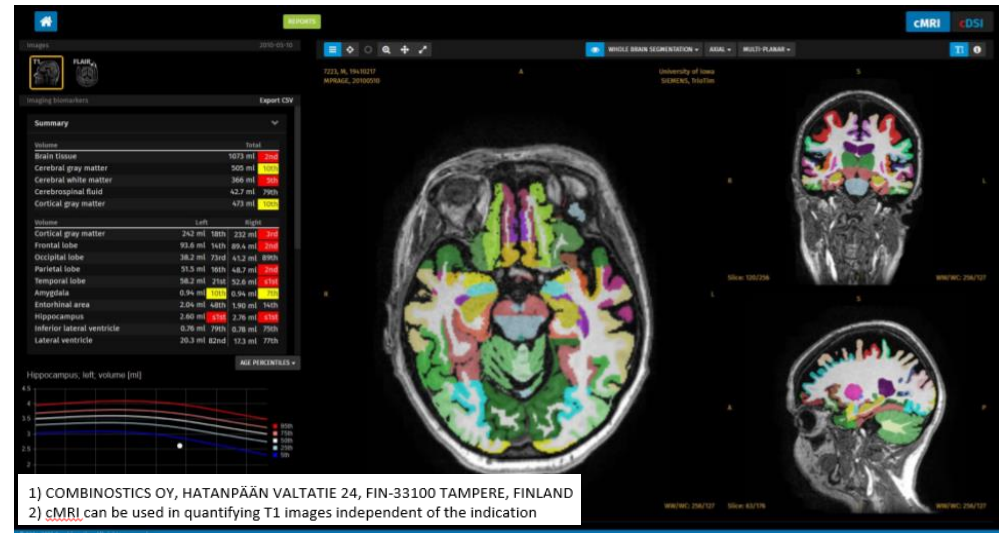 REPORTS
cMRI cDSI
Images 2010-05-10
T1 FLAIR
Imaging biomarkers Export CSV
Summary
Volume Total
Brain tissue 1073 ml 2nd
Cerebral gray matter 505 ml 10th
Cerebral white matter 366 ml 5th
Cerebrospinal fluid 42.7 ml 79th
Cortical gray matter 473 ml 10th
Volume Left Right
Cortical gray matter 242 ml 18th 232 ml 3rd
Frontal lobe 93.6 ml 14th 89.4 ml 2nd
Occipital lobe 38.2 ml 73rd 41.2 ml 89th
Parietal lobe 51.5 ml 16th 48.7 ml 2nd
Temporal lobe 58.2 ml 21st 52.6 ml ≤1st
Amygdala 0.94 ml 10th 0.94 ml 7th
Entorhinal area 2.04 ml 48th 1.90 ml 14th
Hippocampus 2.60 ml ≤1st 2.76 ml ≤1st
Inferior lateral ventricle 0.76 ml 79th 0.78 ml 75th
Lateral ventricle 20.3 ml 82nd 17.3 ml 77th
AGE PERCENTILES
Hippocampus, left, volume [ml]
4.5
4
3.5
3
2.5
2
95th
75th
50th
25th
5th
WHOLE BRAIN SEGMENTATION AXIAL MULTI-PLANAR T1
7223, M, 19410217 A University of Iowa
MPRAGE, 20100510 SIEMENS, TrioTim
R L
S
R L
Slice: 120/256 WW/WC: 256/127
S
A P
WW/WC: 256/127 Slice: 63/176 WW/WC: 256/127
1) COMBINOSTICS OY, HATANPÄÄN VALTATIE 24, FIN-33100 TAMPERE, FINLAND
2) cMRI can be used in quantifying T1 images independent of the indication